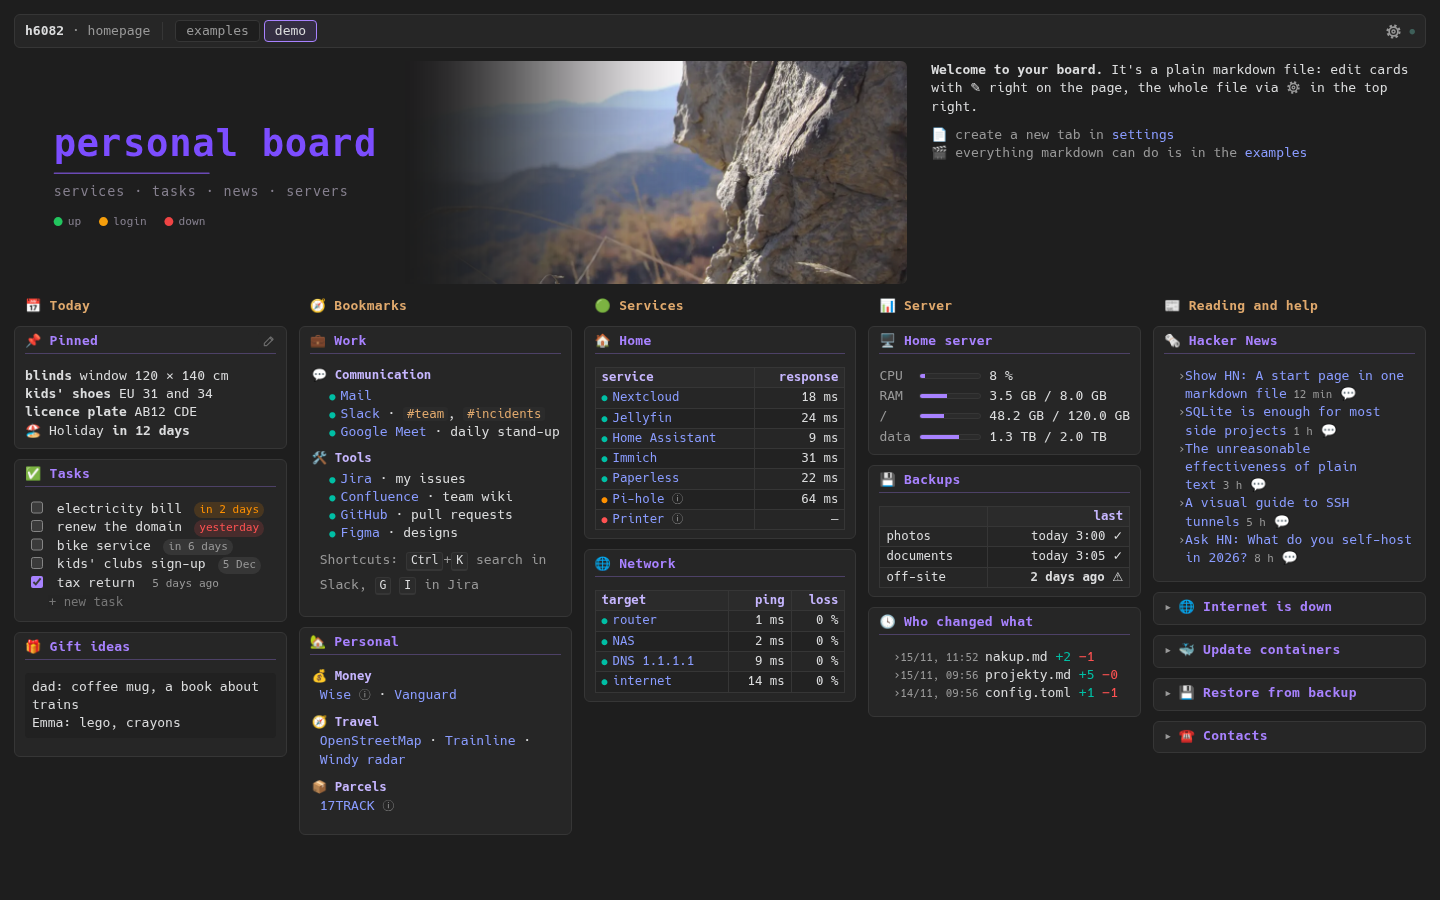 h6082 · homepage examples demo
personal board
services · tasks · news · servers
up login down
Welcome to your board. It's a plain markdown file: edit cards
with ✎ right on the page, the whole file via ⚙ in the top
right.
📄 create a new tab in settings
🎬 everything markdown can do is in the examples
📅 Today
📌 Pinned
blinds window 120 × 140 cm
kids' shoes EU 31 and 34
licence plate AB12 CDE
🏖️ Holiday in 12 days
✅ Tasks
electricity bill in 2 days
renew the domain yesterday
bike service in 6 days
kids' clubs sign-up 5 Dec
tax return 5 days ago
+ new task
🎁 Gift ideas
dad: coffee mug, a book about
trains
Emma: lego, crayons
🧭 Bookmarks
💼 Work
💬 Communication
Mail
Slack · #team, #incidents
Google Meet · daily stand-up
🛠️ Tools
Jira · my issues
Confluence · team wiki
GitHub · pull requests
Figma · designs
Shortcuts: Ctrl+K search in
Slack, G I in Jira
🏡 Personal
💰 Money
Wise ⓘ · Vanguard
🧭 Travel
OpenStreetMap · Trainline ·
Windy radar
📦 Parcels
17TRACK ⓘ
🟢 Services
🏠 Home
service response
Nextcloud 18 ms
Jellyfin 24 ms
Home Assistant 9 ms
Immich 31 ms
Paperless 22 ms
Pi-hole ⓘ 64 ms
Printer ⓘ —
🌐 Network
target ping loss
router 1 ms 0 %
NAS 2 ms 0 %
DNS 1.1.1.1 9 ms 0 %
internet 14 ms 0 %
📊 Server
🖥️ Home server
CPU 8 %
RAM 3.5 GB / 8.0 GB
/ 48.2 GB / 120.0 GB
data 1.3 TB / 2.0 TB
💾 Backups
last
photos today 3:00 ✓
documents today 3:05 ✓
off-site 2 days ago ⚠
🕓 Who changed what
›15/11, 11:52 nakup.md +2 −1
›15/11, 09:56 projekty.md +5 −0
›14/11, 09:56 config.toml +1 −1
📰 Reading and help
🗞️ Hacker News
›Show HN: A start page in one
markdown file 12 min 💬
›SQLite is enough for most
side projects 1 h 💬
›The unreasonable
effectiveness of plain
text 3 h 💬
›A visual guide to SSH
tunnels 5 h 💬
›Ask HN: What do you self-host
in 2026? 8 h 💬
▸ 🌐 Internet is down
▸ 🐳 Update containers
▸ 💾 Restore from backup
▸ ☎️ Contacts